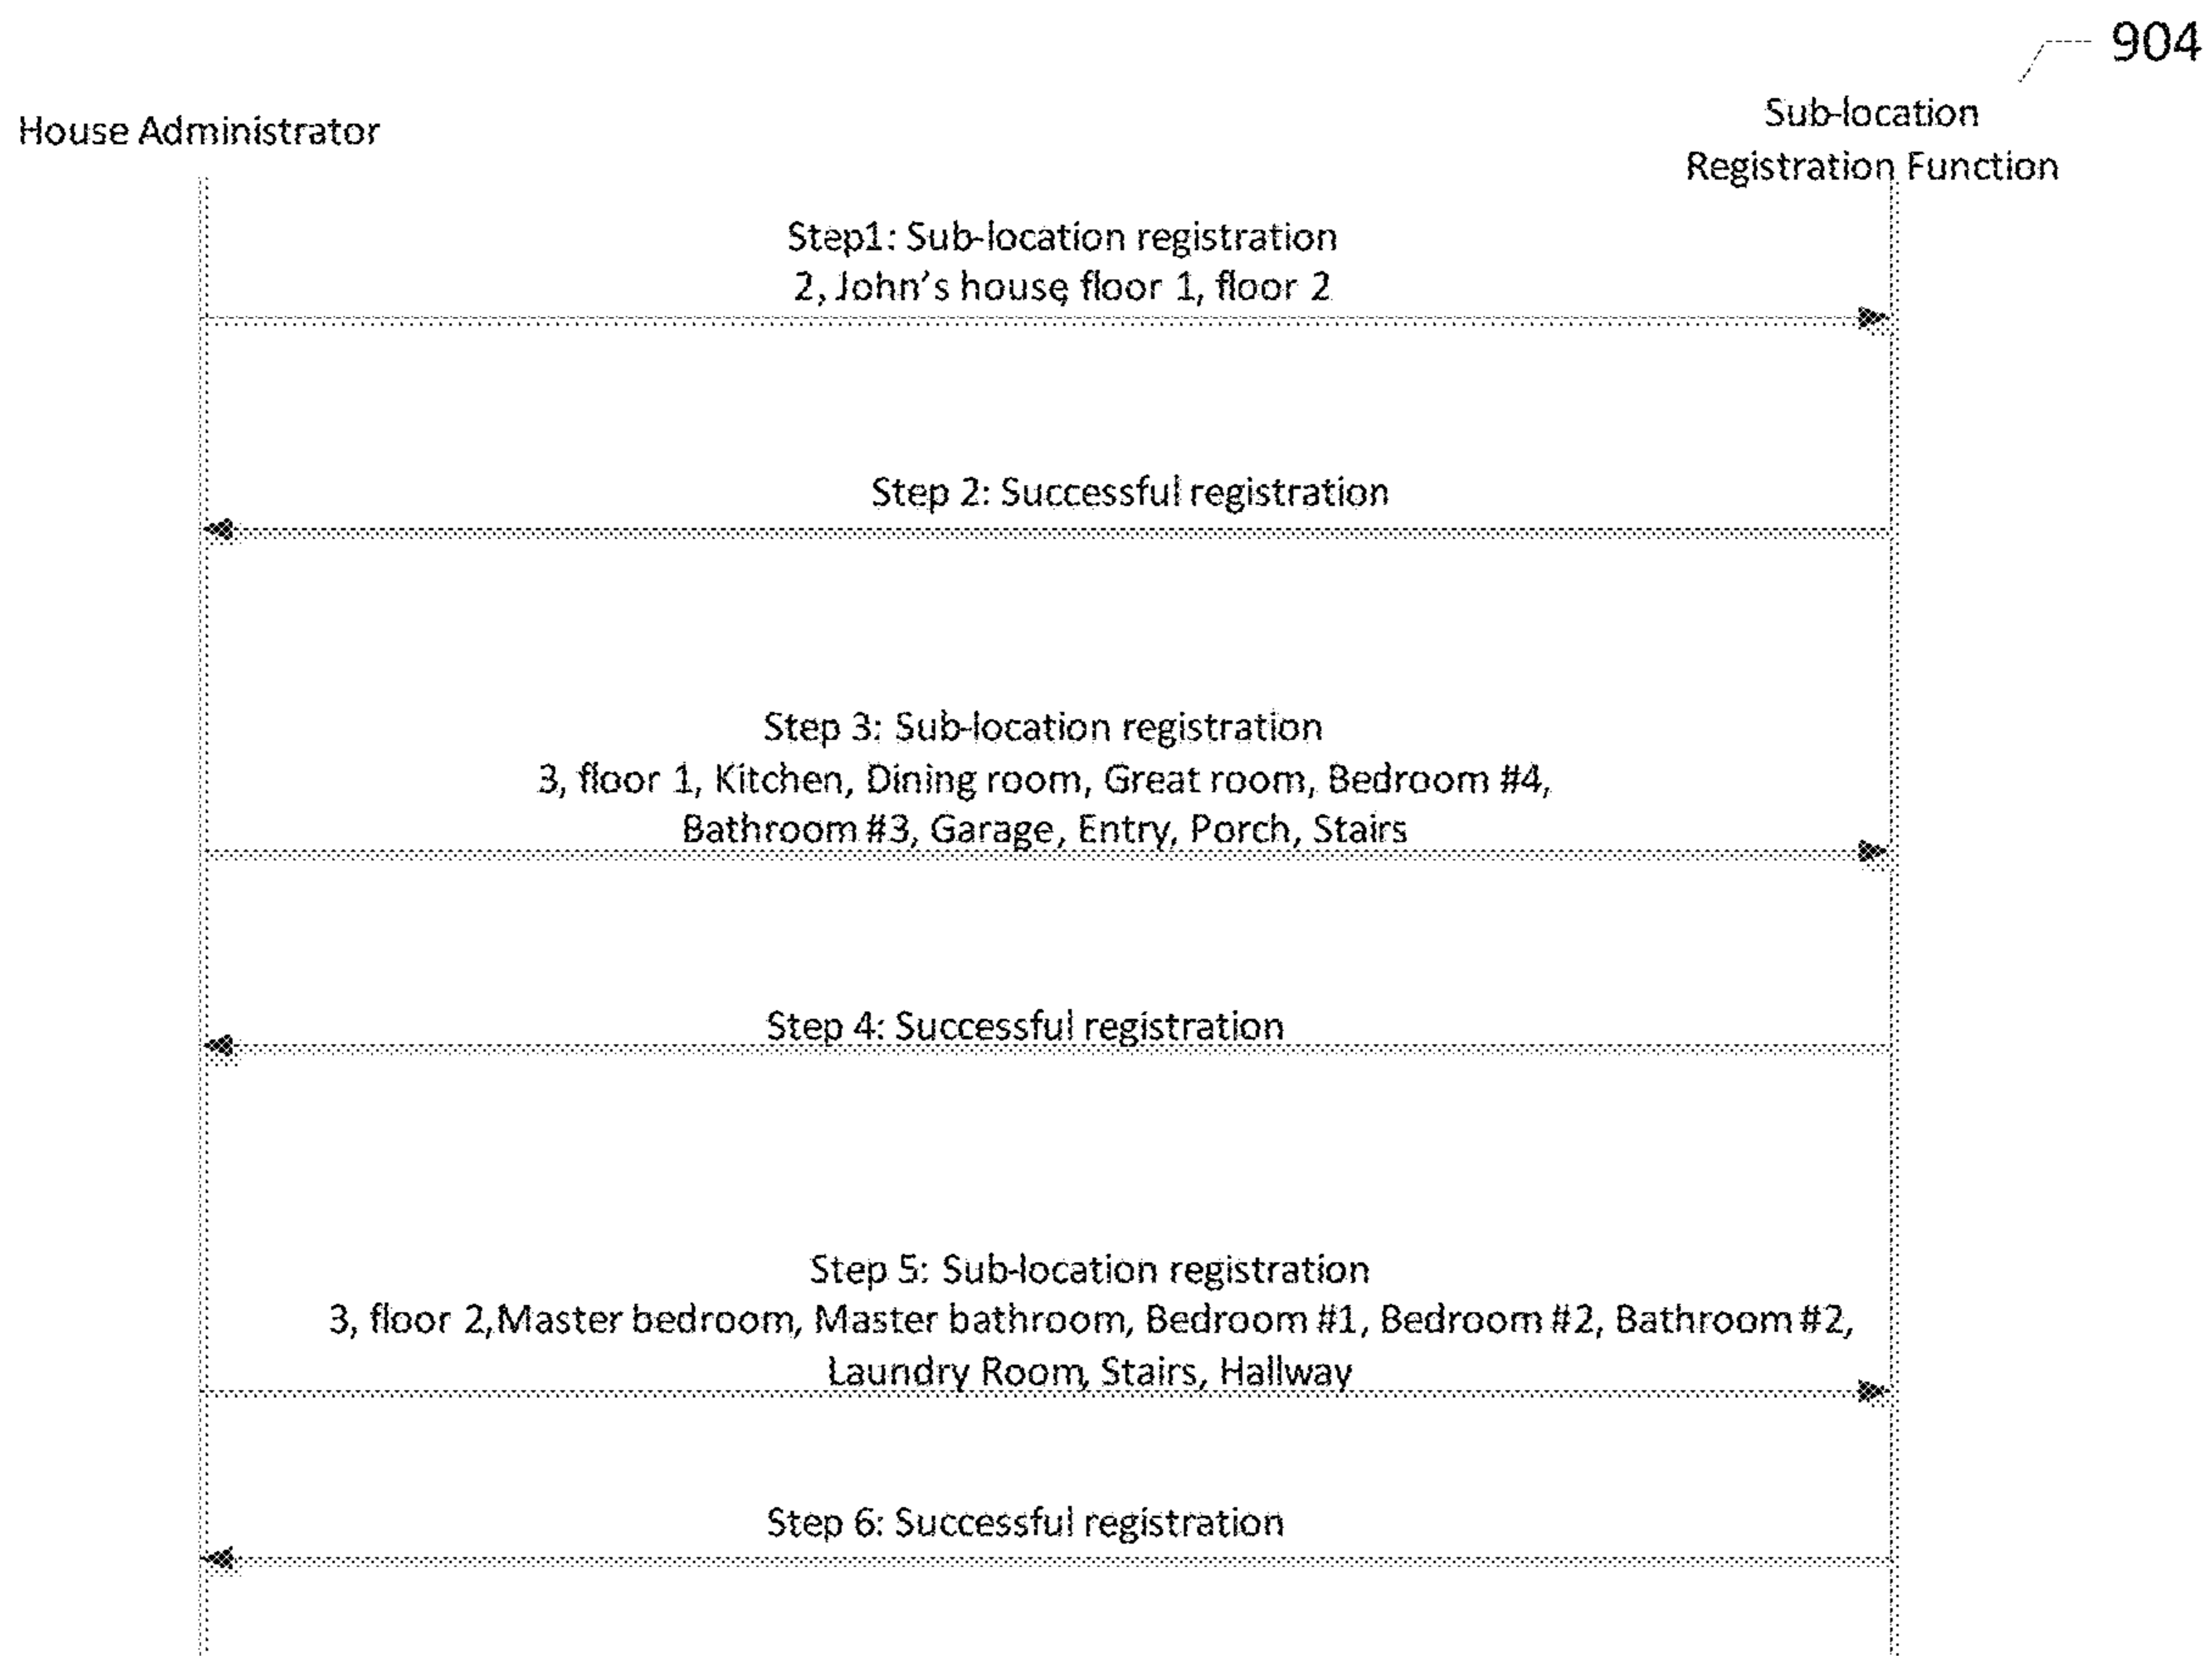 904
House Administrator
Sub-location
Registration Function
Step1: Sub-location registration
2, John's house, floor 1, floor 2
Step 2: Successful registration
Step 3: Sub-location registration
3, floor 1, Kitchen, Dining room, Great room, Bedroom #4,
Bathroom #3, Garage, Entry, Porch, Stairs
Step 4: Successful registration
Step 5: Sub-location registration
3, floor 2,Master bedroom, Master bathroom, Bedroom #1, Bedroom #2, Bathroom #2,
Laundry Room, Stairs, Hallway
Step 6: Successful registration